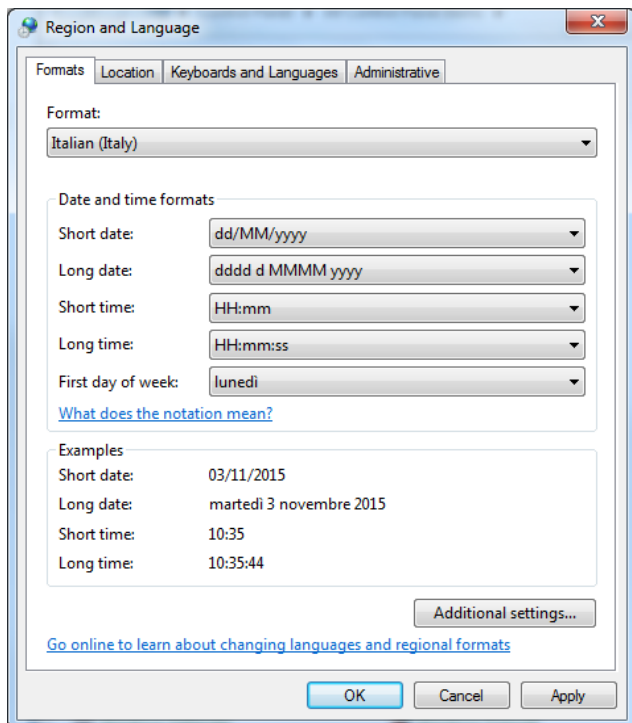 Region and Language
Formats Location Keyboards and Languages Administrative
Format:
Italian (Italy)
Date and time formats
Short date: dd/MM/yyyy
Long date: dddd d MMMM yyyy
Short time: HH:mm
Long time: HH:mm:ss
First day of week: lunedì
What does the notation mean?
Examples
Short date: 03/11/2015
Long date: martedì 3 novembre 2015
Short time: 10:35
Long time: 10:35:44
Additional settings...
Go online to learn about changing languages and regional formats
OK Cancel Apply